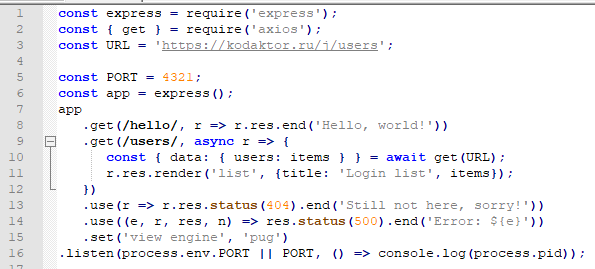 1 const express = require('express');
2 const { get } = require('axios');
3 const URL = 'https://kodaktor.ru/j/users';
4
5 const PORT = 4321;
6 const app = express();
7 app
8 .get(/hello/, r => r.res.end('Hello, world!'))
9 .get(/users/, async r => {
10 const { data: { users: items } } = await get(URL);
11 r.res.render('list', {title: 'Login list', items});
12 })
13 .use(r => r.res.status(404).end('Still not here, sorry!'))
14 .use((e, r, res, n) => res.status(500).end('Error: ${e}'))
15 .set('view engine', 'pug')
16 .listen(process.env.PORT || PORT, () => console.log(process.pid));